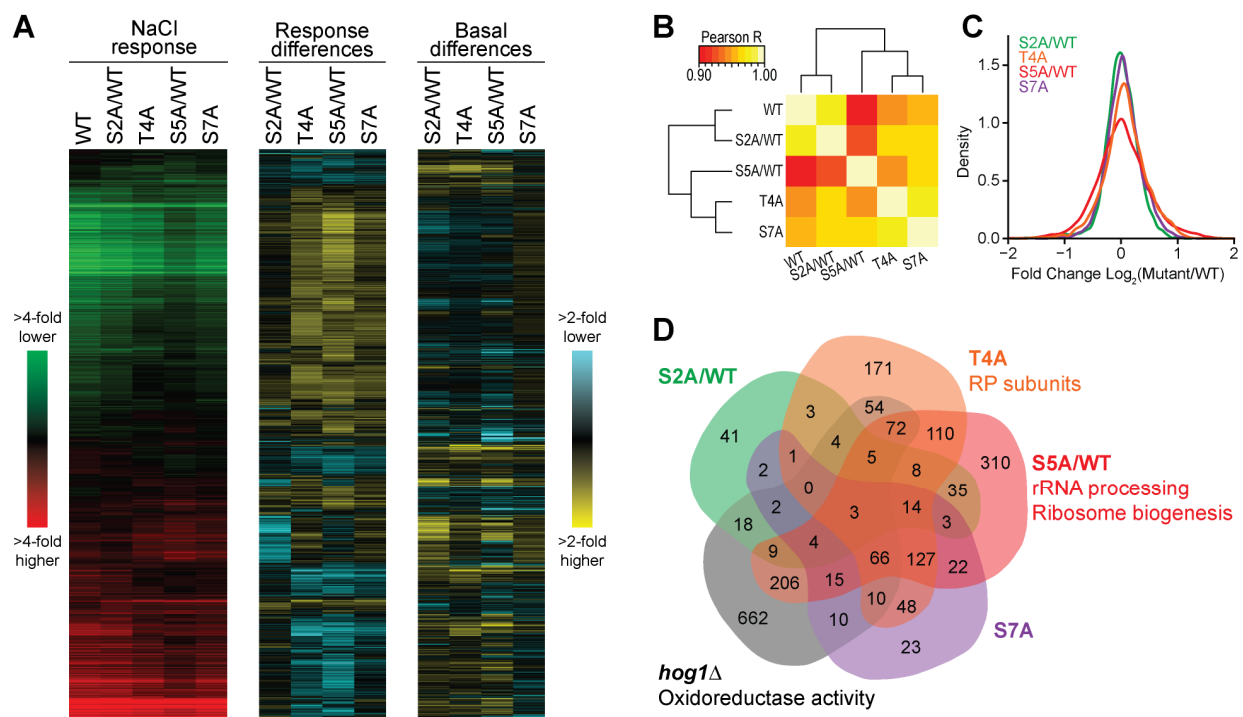 A
NaCl
response
Response
differences
Basal
differences
WT
S2A/WT
T4A
S5A/WT
S7A
S2A/WT
T4A
S5A/WT
S7A
S2A/WT
T4A
S5A/WT
S7A
>4-fold
lower
>4-fold
higher
>2-fold
lower
>2-fold
higher
B
Pearson R
0.90 1.00
WT
S2A/WT
S5A/WT
T4A
S7A
WT
S2A/WT
S5A/WT
T4A
S7A
C
S2A/WT
T4A
S5A/WT
S7A
Density
1.5
1.0
0.5
0.0
−2 −1 0 1 2
Fold Change Log2(Mutant/WT)
D
S2A/WT
T4A
RP subunits
S5A/WT
rRNA processing
Ribosome biogenesis
S7A
hog1Δ
Oxidoreductase activity
171
3 54
41 4 72 110
1 5 8 310
2 0 35
2 3 14 3
18 4
9 66 127 22
206 15
662 10 10 48
23